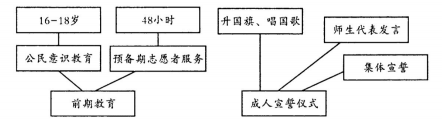 16-18岁
48小时
公民意识教育
预备期志愿者服务
前期教育
升国旗、唱国歌
师生代表发言
集体宣誓
成人宣誓仪式